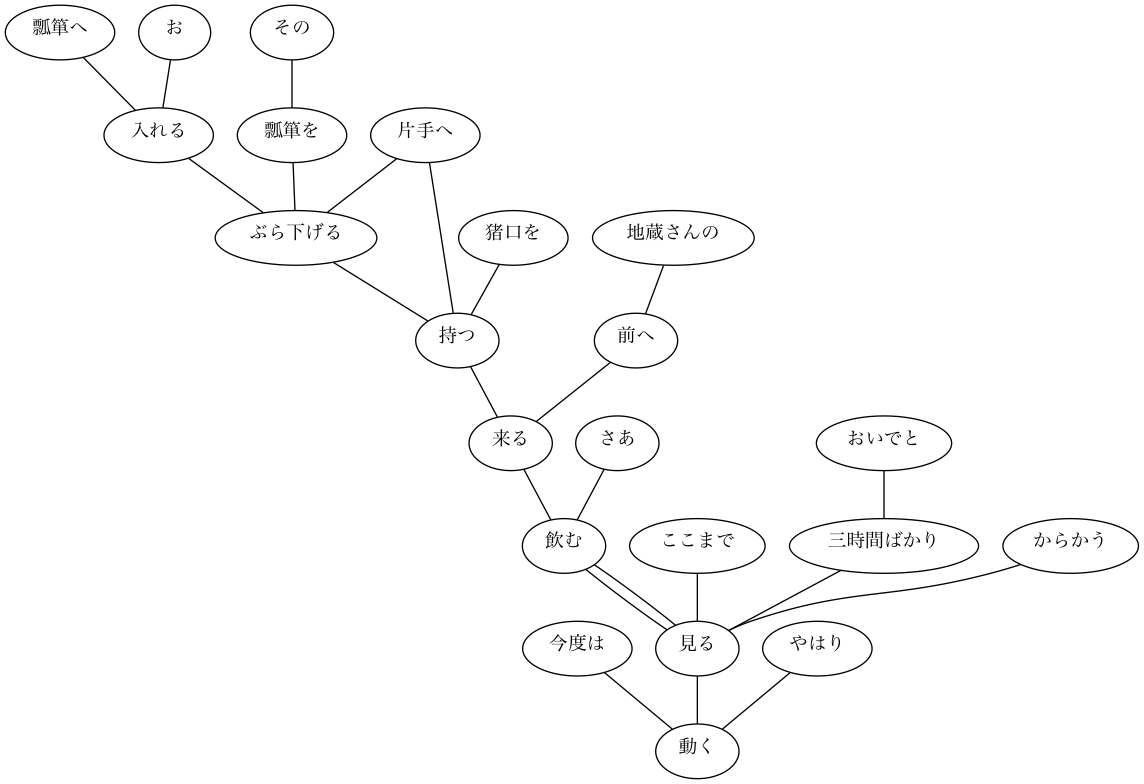 瓢箪へ
お
その
入れる
瓢箪を
片手へ
ぶら下げる
猪口を
地蔵さんの
持つ
前へ
来る
さあ
おいでと
飲む
ここまで
三時間ばかり
からかう
今度は
見る
やはり
動く